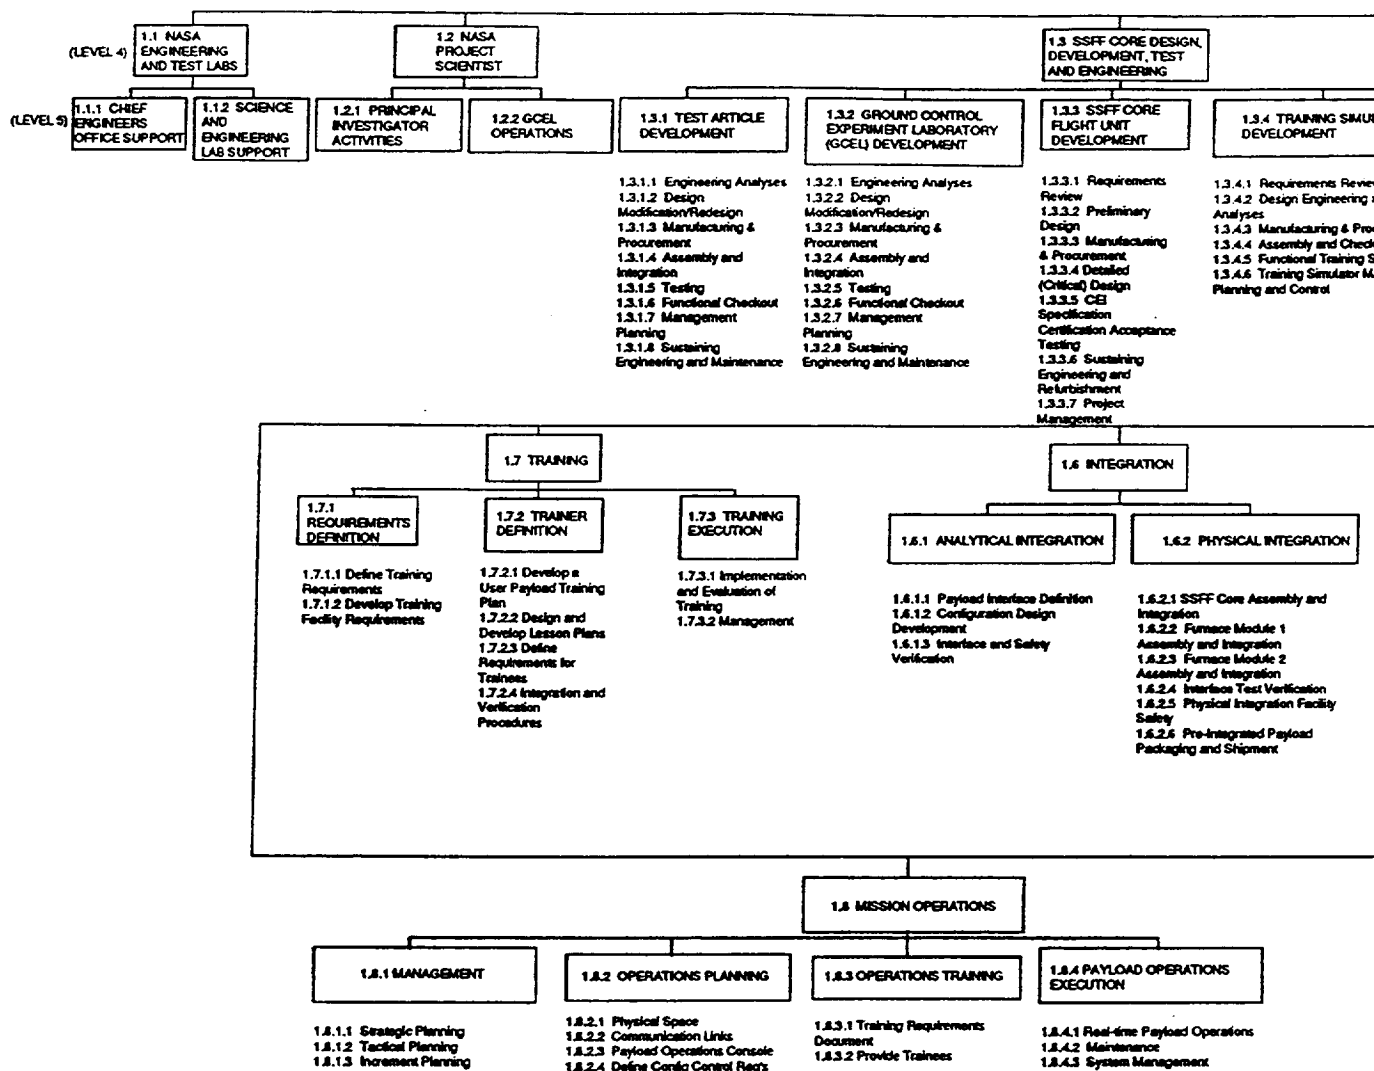 (LEVEL 4)
1.1 NASA
ENGINEERING
AND TEST LABS
1.2 NASA
PROJECT
SCIENTIST
1.3 SSFF CORE DESIGN,
DEVELOPMENT, TEST
AND ENGINEERING
(LEVEL 5)
1.1.1 CHIEF
ENGINEERS
OFFICE SUPPORT
1.1.2 SCIENCE
AND
ENGINEERING
LAB SUPPORT
1.2.1 PRINCIPAL
INVESTIGATOR
ACTIVITIES
1.2.2 GCEL
OPERATIONS
1.3.1 TEST ARTICLE
DEVELOPMENT
1.3.2 GROUND CONTROL
EXPERIMENT LABORATORY
(GCEL) DEVELOPMENT
1.3.3 SSFF CORE
FLIGHT UNIT
DEVELOPMENT
1.3.4 TRAINING SIMU
DEVELOPMENT
1.3.1.1 Engineering Analyses
1.3.1.2 Design
Modification/Redesign
1.3.1.3 Manufacturing &
Procurement
1.3.1.4 Assembly and
Integration
1.3.1.5 Testing
1.3.1.6 Functional Checkout
1.3.1.7 Management
Planning
1.3.1.8 Sustaining
Engineering and Maintenance
1.3.2.1 Engineering Analyses
1.3.2.2 Design
Modification/Redesign
1.3.2.3 Manufacturing &
Procurement
1.3.2.4 Assembly and
Integration
1.3.2.5 Testing
1.3.2.6 Functional Checkout
1.3.2.7 Management
Planning
1.3.2.8 Sustaining
Engineering and Maintenance
1.3.3.1 Requirements
Review
1.3.3.2 Preliminary
Design
1.3.3.3 Manufacturing
& Procurement
1.3.3.4 Detailed
(Critical) Design
1.3.3.5 CEI
Specification
Certification Acceptance
Testing
1.3.3.6 Sustaining
Engineering and
Refurbishment
1.3.3.7 Project
Management
1.3.4.1 Requirements Review
1.3.4.2 Design Engineering
Analyses
1.3.4.3 Manufacturing & Proc
1.3.4.4 Assembly and Check
1.3.4.5 Functional Training S
1.3.4.6 Training Simulator M
Planning and Control
1.7 TRAINING
1.6 INTEGRATION
1.7.1
REQUIREMENTS
DEFINITION
1.7.2 TRAINER
DEFINITION
1.7.3 TRAINING
EXECUTION
1.6.1 ANALYTICAL INTEGRATION
1.6.2 PHYSICAL INTEGRATION
1.7.1.1 Define Training
Requirements
1.7.1.2 Develop Training
Facility Requirements
1.7.2.1 Develop a
User Payload Training
Plan
1.7.2.2 Design and
Develop Lesson Plans
1.7.2.3 Define
Requirements for
Trainees
1.7.2.4 Integration and
Verification
Procedures
1.7.3.1 Implementation
and Evaluation of
Training
1.7.3.2 Management
1.6.1.1 Payload Interface Definition
1.6.1.2 Configuration Design
Development
1.6.1.3 Interface and Safety
Verification
1.6.2.1 SSFF Core Assembly and
Integration
1.6.2.2 Furnace Module 1
Assembly and Integration
1.6.2.3 Furnace Module 2
Assembly and Integration
1.6.2.4 Interface Test Verification
1.6.2.5 Physical Integration Facility
Safety
1.6.2.6 Pre-Integrated Payload
Packaging and Shipment
1.8 MISSION OPERATIONS
1.8.1 MANAGEMENT
1.8.2 OPERATIONS PLANNING
1.8.3 OPERATIONS TRAINING
1.8.4 PAYLOAD OPERATIONS
EXECUTION
1.8.1.1 Strategic Planning
1.8.1.2 Tactical Planning
1.8.1.3 Increment Planning
1.8.2.1 Physical Space
1.8.2.2 Communication Links
1.8.2.3 Payload Operations Console
1.8.2.4 Define Config Control Req's
1.8.3.1 Training Requirements
Document
1.8.3.2 Provide Trainees
1.8.4.1 Real-time Payload Operations
1.8.4.2 Maintenance
1.8.4.3 System Management